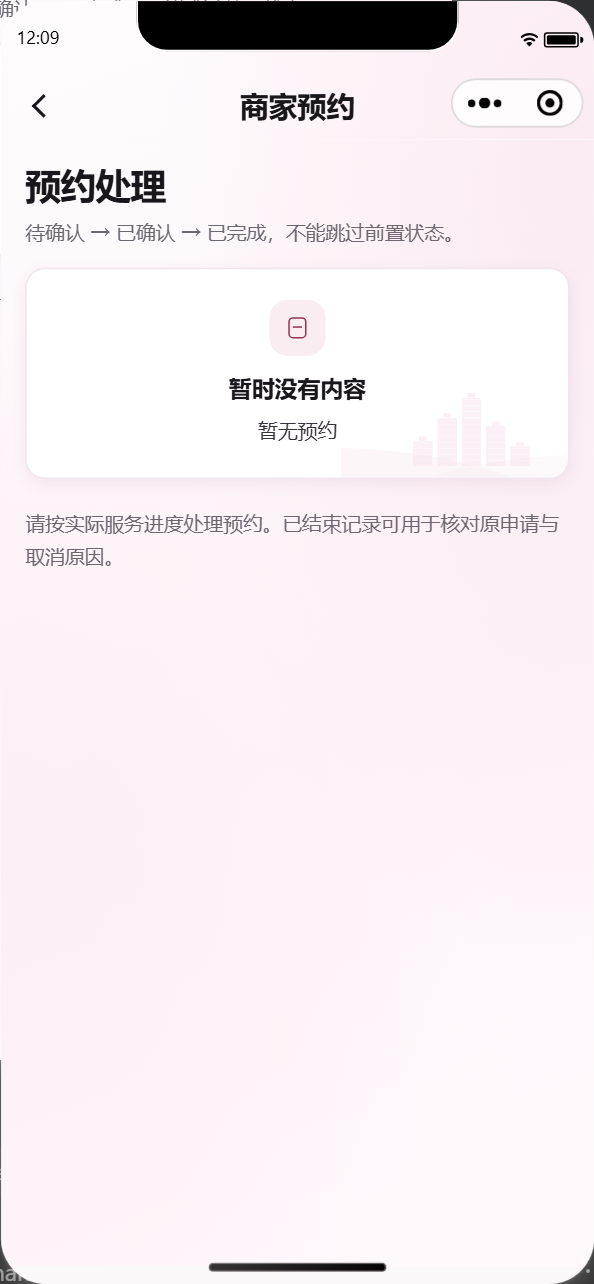 12:09
商家预约
预约处理
待确认 → 已确认 → 已完成，不能跳过前置状态。
暂时没有内容
暂无预约
请按实际服务进度处理预约。已结束记录可用于核对原申请与
取消原因。